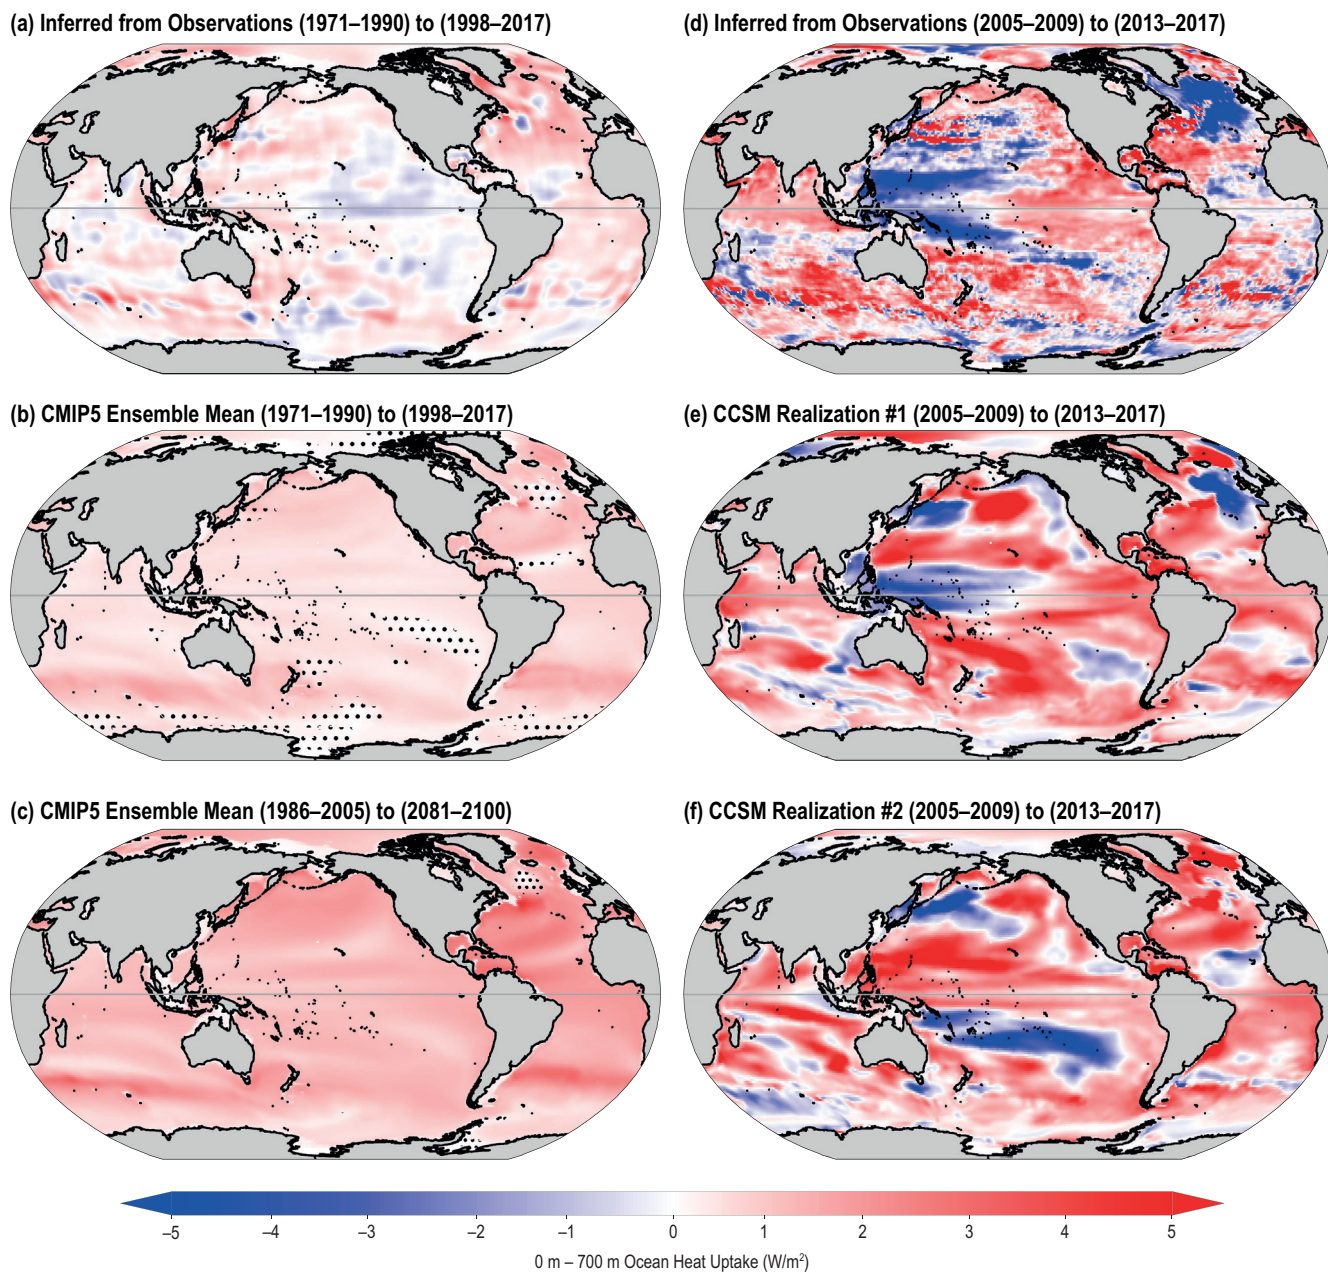 (a) Inferred from Observations (1971–1990) to (1998–2017)
(d) Inferred from Observations (2005–2009) to (2013–2017)
(b) CMIP5 Ensemble Mean (1971–1990) to (1998–2017)
(e) CCSM Realization #1 (2005–2009) to (2013–2017)
(c) CMIP5 Ensemble Mean (1986–2005) to (2081–2100)
(f) CCSM Realization #2 (2005–2009) to (2013–2017)
–5 –4 –3 –2 –1 0 1 2 3 4 5
0 m – 700 m Ocean Heat Uptake (W/m²)